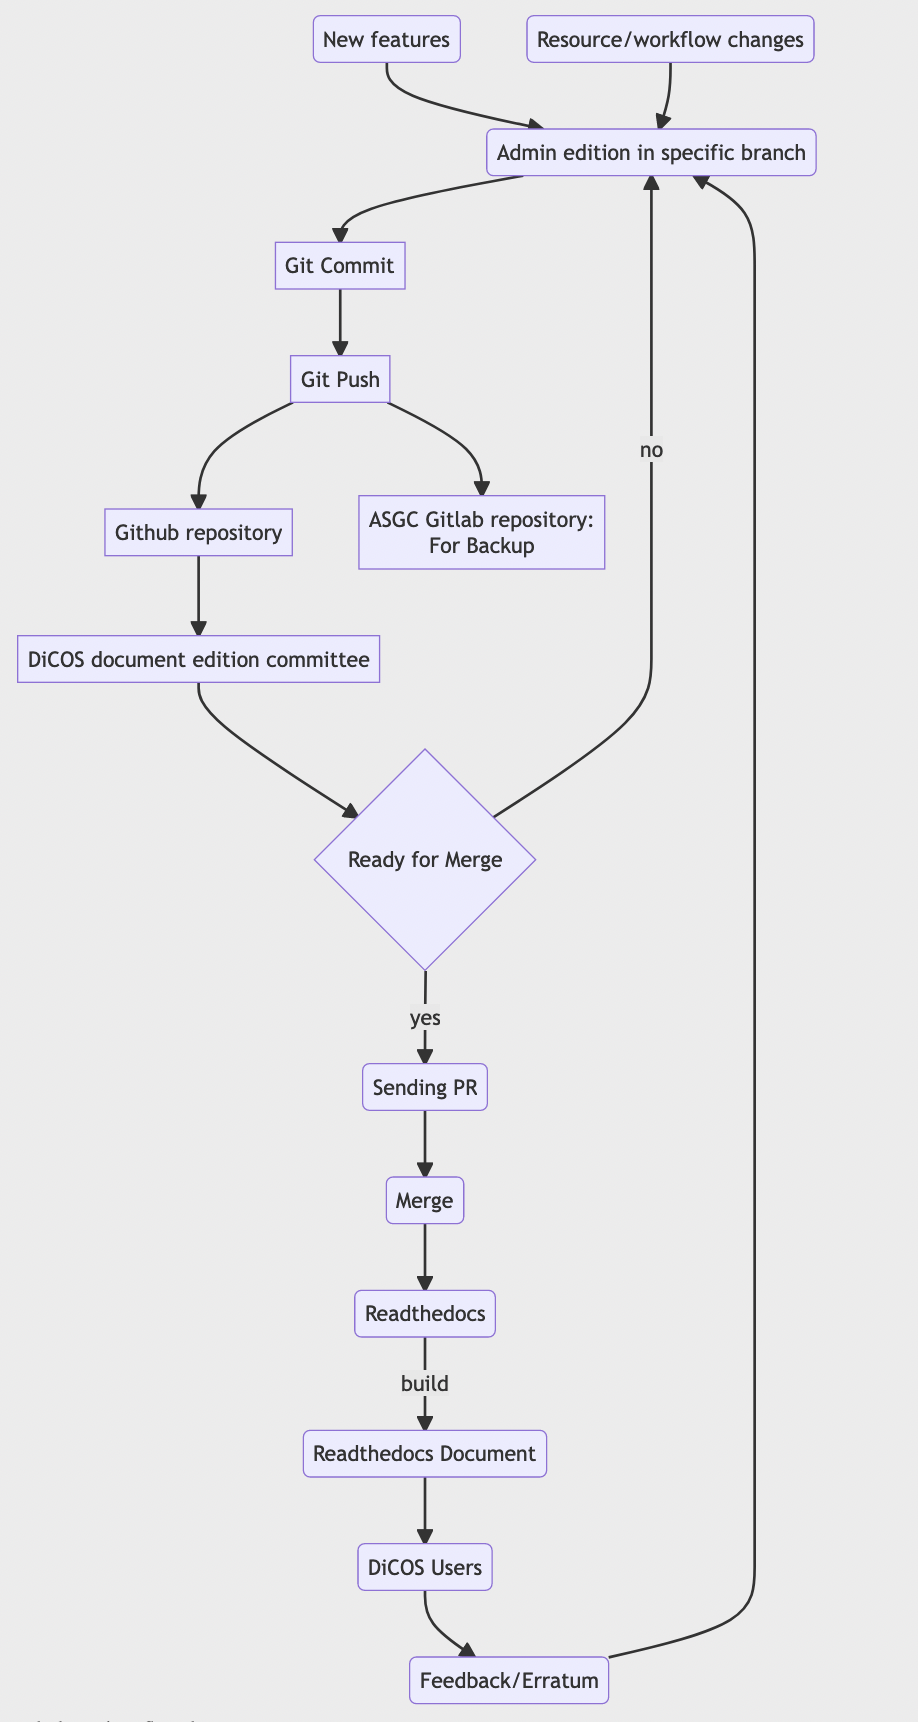 New features
Resource/workflow changes
Admin edition in specific branch
Git Commit
Git Push
no
ASGC Gitlab repository:
For Backup
Github repository
DiCOS document edition committee
Ready for Merge
yes
Sending PR
Merge
Readthedocs
build
Readthedocs Document
DiCOS Users
Feedback/Erratum